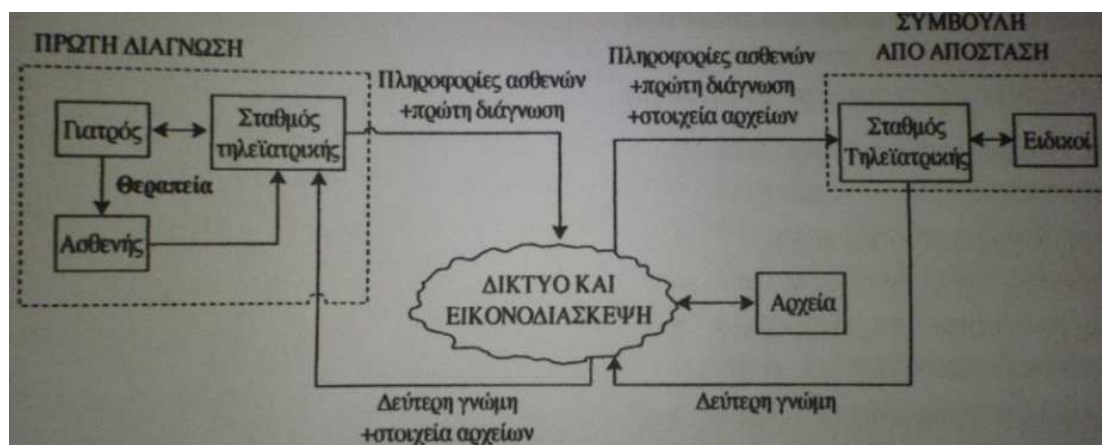 ΠΡΩΤΗ ΔΙΑΓΝΩΣΗ
Γιατρός
Σταθμός
τηλεϊατρικής
Θεραπεία
Ασθενής
Πληροφορίες ασθενών
+πρώτη διάγνωση
Πληροφορίες ασθενών
+πρώτη διάγνωση
+στοιχεία αρχείων
ΣΥΜΒΟΥΛΗ
ΑΠΟ ΑΠΟΣΤΑΣΗ
Σταθμός
Τηλεϊατρικής
Ειδικοί
ΔΙΚΤΥΟ ΚΑΙ
ΕΙΚΟΝΟΔΙΑΣΚΕΨΗ
Αρχεία
Δεύτερη γνώμη
+στοιχεία αρχείων
Δεύτερη γνώμη